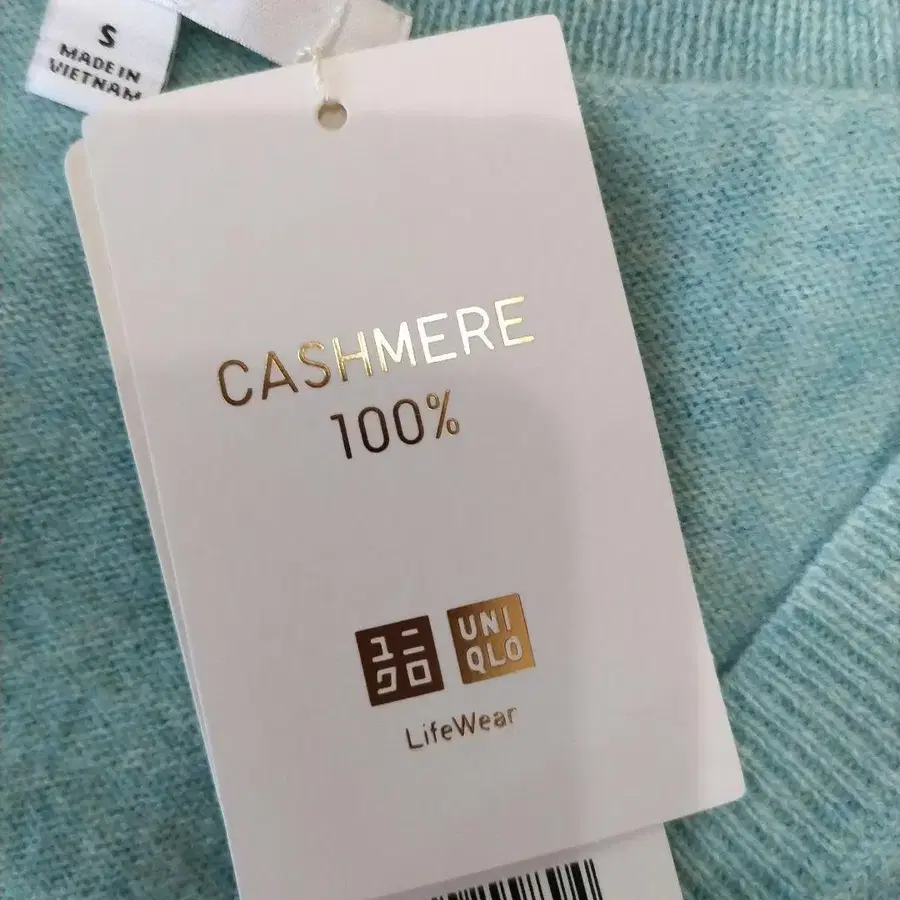 S
MADE IN
VIETNAM
CASHMERE
100%
ユニ
クロ
UNI
QLO
LifeWear